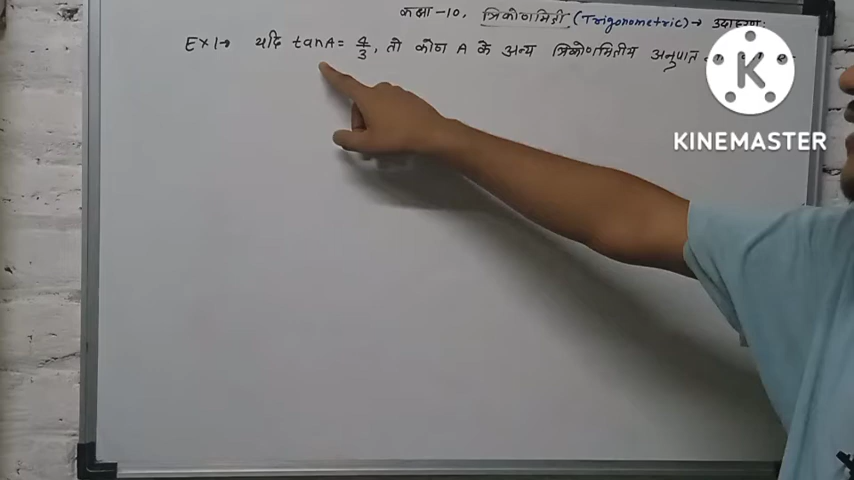 कक्षा -10, त्रिकोणमिती (Trigonometric) → उदाहरण:
EX1→ यदि tanA = 4/3, तो कोण A के अन्य त्रिकोणमितीय अनुपात
K
KINEMASTER